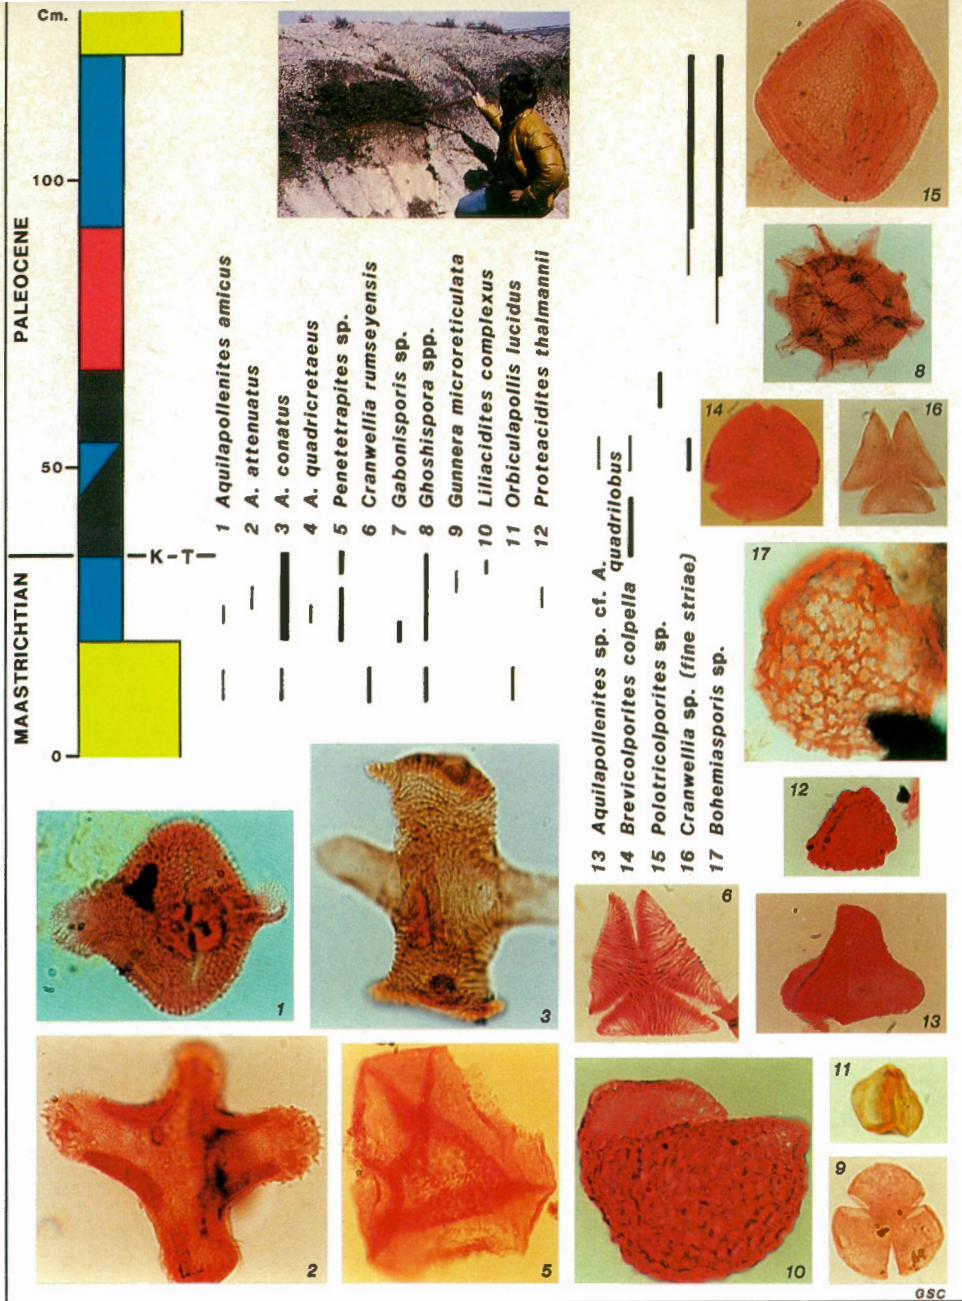 Cm.
100
50
0
PALEOCENE
MAASTRICHTIAN
K-T
1 Aquilapollenites amicus
2 A. attenuatus
3 A. conatus
4 A. quadricretaeus
5 Penetetrapites sp.
6 Cranwellia rumseyensis
7 Gabonisporis sp.
8 Ghoshispora spp.
9 Gunnera microreticulata
10 Liliacidites complexus
11 Orbiculapollis lucidus
12 Proteacidites thalmannii
13 Aquilapollenites sp. cf. A.
quadrilobus
14 Brevicolporites colpella
15 Polotricolporites sp.
16 Cranwellia sp. (fine striae)
17 Bohemiasporis sp.
15
8
14
16
17
12
1
3
6
13
2
5
10
11
9
GSC